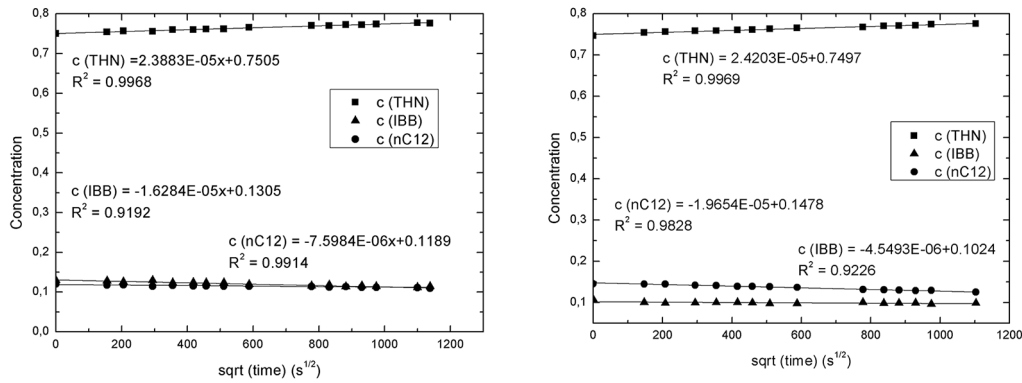 0,8
0,7
0,6
0,5
0,4
0,3
0,2
0,1
0,0
Concentration
c (THN) =2.3883E-05x+0.7505
R² = 0.9968
c (THN)
c (IBB)
c (nC12)
c (IBB) = -1.6284E-05x+0.1305
R² = 0.9192
c (nC12) = -7.5984E-06x+0.1189
R² = 0.9914
0 200 400 600 800 1000 1200
sqrt (time) (s^1/2)
0,8
0,7
0,6
0,5
0,4
0,3
0,2
0,1
Concentration
c (THN) = 2.4203E-05+0.7497
R² = 0.9969
c (THN)
c (IBB)
c (nC12)
c (nC12) = -1.9654E-05+0.1478
R² = 0.9828
c (IBB) = -4.5493E-06+0.1024
R² = 0.9226
0 200 400 600 800 1000 1200
sqrt (time) (s^1/2)